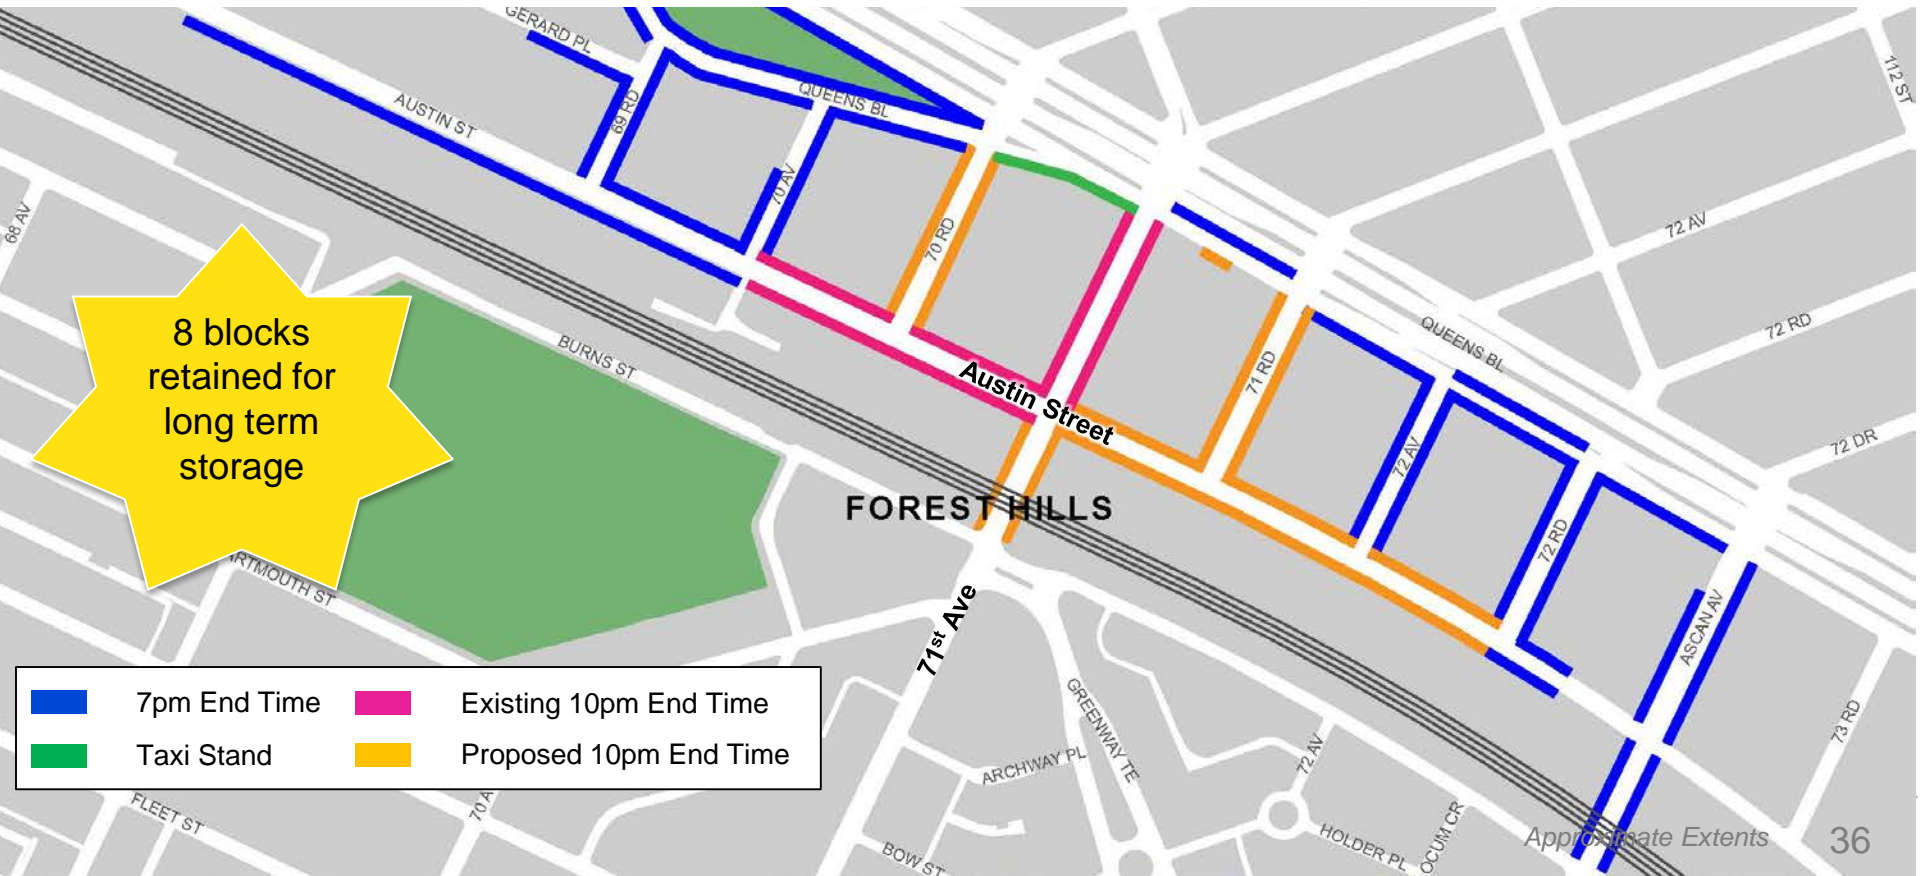 GERARD PL
112 ST
QUEENS BL
AUSTIN ST
69 RD
70 AV
68 AV
70 RD
72 AV
8 blocks
retained for
long term
storage
BURNS ST
QUEENS BL
72 RD
71 RD
Austin Street
72 AV
72 DR
FOREST HILLS
72 RD
ARTMOUTH ST
71st Ave
ASCAN AV
GREENWAY TE
73 RD
7pm End Time
Existing 10pm End Time
Taxi Stand
Proposed 10pm End Time
ARCHWAY PL
72 AV
FLEET ST
70 A
BOW ST
HOLDER PL
OCUM CR
Approximate Extents
36